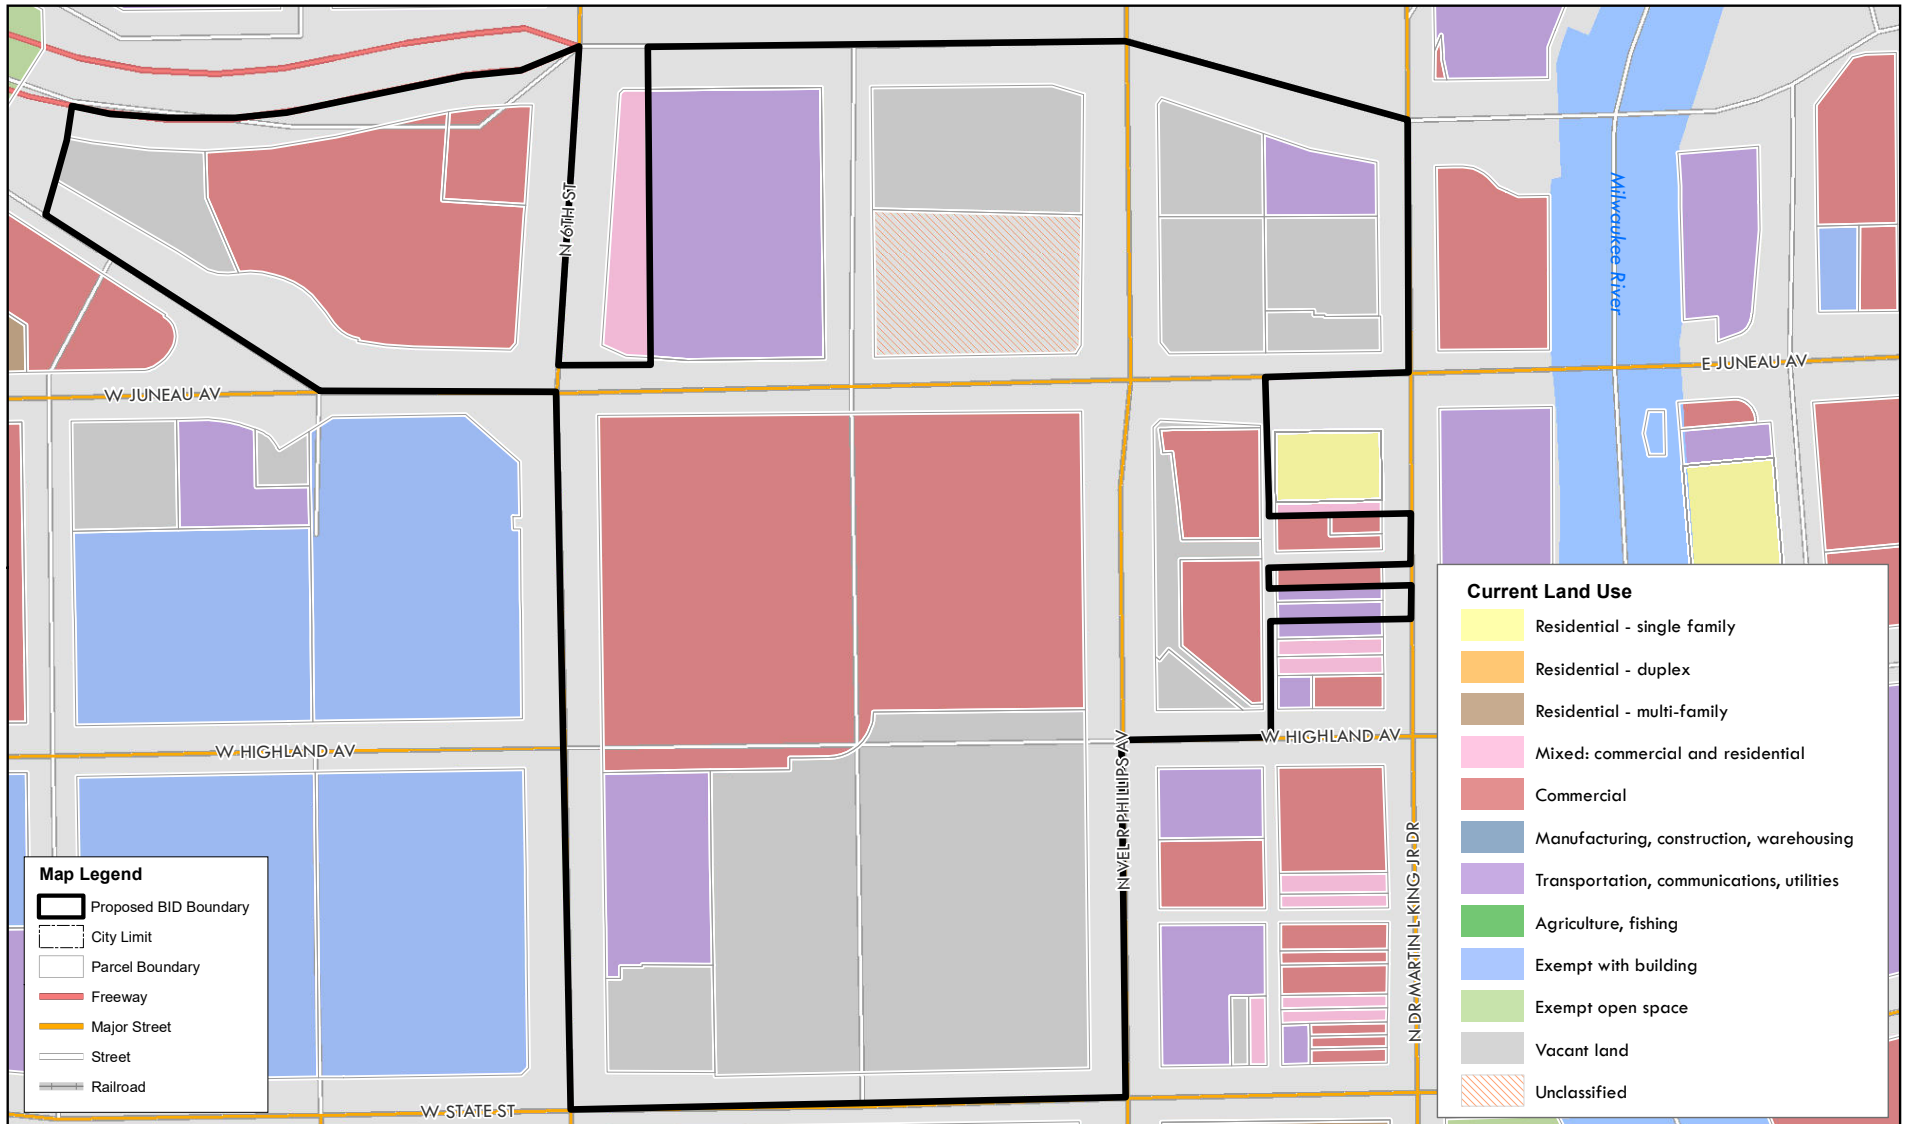 N 6TH ST
Milwaukee River
E JUNEAU AV
W JUNEAU AV
W HIGHLAND AV
W HIGHLAND AV
N VEL R PHILLIPS AV
N DR MARTIN L KING JR DR
W STATE ST
Map Legend
Proposed BID Boundary
City Limit
Parcel Boundary
Freeway
Major Street
Street
Railroad
Current Land Use
Residential - single family
Residential - duplex
Residential - multi-family
Mixed: commercial and residential
Commercial
Manufacturing, construction, warehousing
Transportation, communications, utilities
Agriculture, fishing
Exempt with building
Exempt open space
Vacant land
Unclassified